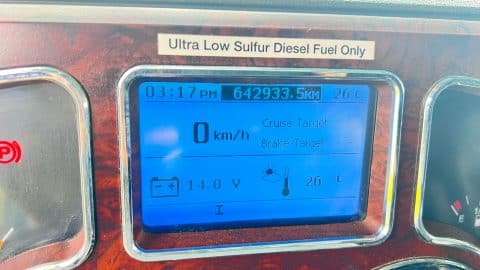 Ultra Low Sulfur Diesel Fuel Only
03:17 PM 642933.5KM 26°C
0 km/h
Cruise Target
Brake Target
14.0 V 26 C
I
P
E